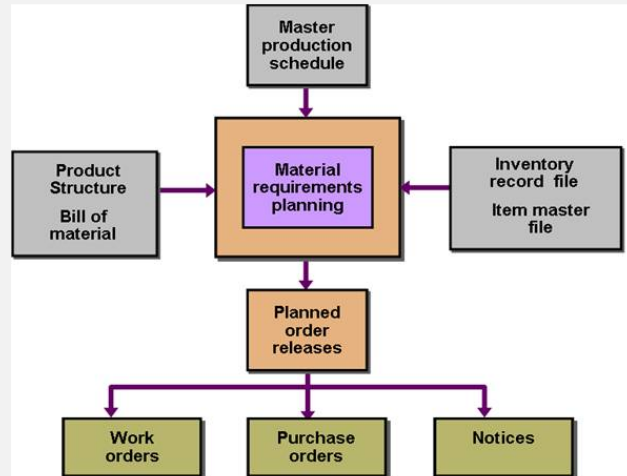 Master
production
schedule
Product
Structure
Bill of
material
Material
requirements
planning
Inventory
record file
Item master
file
Planned
order
releases
Work
orders
Purchase
orders
Notices